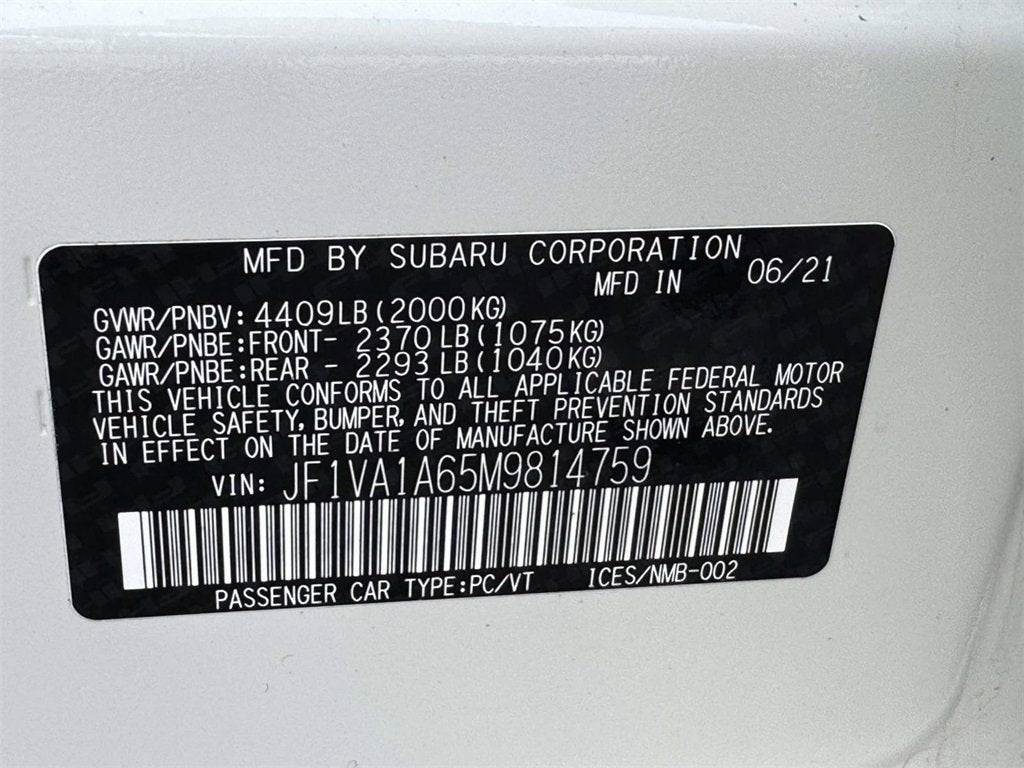 MFD BY SUBARU CORPORATION
MFD IN 06/21
GVWR/PNBV: 4409LB(2000KG)
GAWR/PNBE:FRONT- 2370LB(1075KG)
GAWR/PNBE:REAR - 2293LB(1040KG)
THIS VEHICLE CONFORMS TO ALL APPLICABLE FEDERAL MOTOR
VEHICLE SAFETY, BUMPER, AND THEFT PREVENTION STANDARDS
IN EFFECT ON THE DATE OF MANUFACTURE SHOWN ABOVE.
VIN: JF1VA1A65M9814759
PASSENGER CAR TYPE:PC/VT ICES/NMB-002